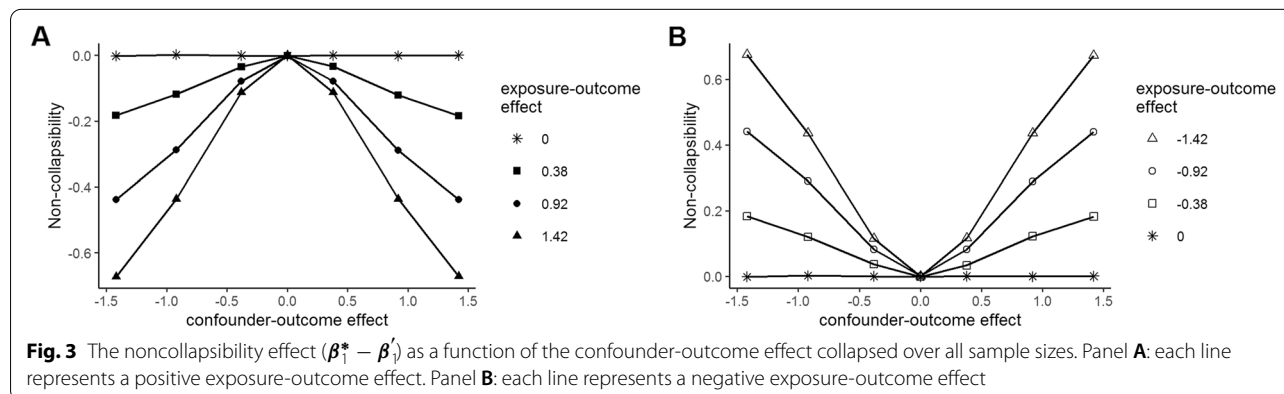 A
B
Non-collapsibility
0.0
-0.2
-0.4
-0.6
-1.5 -1.0 -0.5 0.0 0.5 1.0 1.5
confounder-outcome effect
exposure-outcome
effect
0
0.38
0.92
1.42
Non-collapsibility
0.6
0.4
0.2
0.0
-1.5 -1.0 -0.5 0.0 0.5 1.0 1.5
confounder-outcome effect
exposure-outcome
effect
-1.42
-0.92
-0.38
0
Fig. 3 The noncollapsibility effect (β₁* − β₁′) as a function of the confounder-outcome effect collapsed over all sample sizes. Panel A: each line
represents a positive exposure-outcome effect. Panel B: each line represents a negative exposure-outcome effect